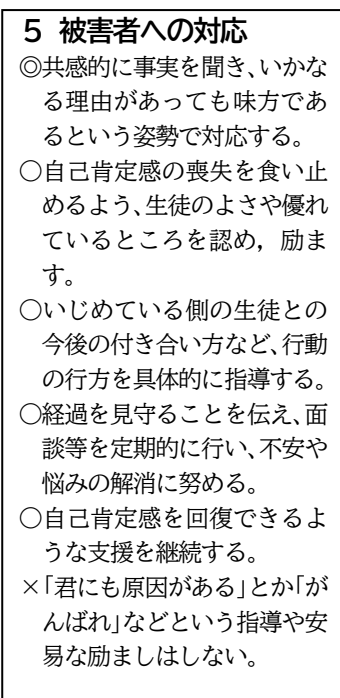 5 被害者への対応
◎共感的に事実を聞き、いかな
る理由があっても味方であ
るという姿勢で対応する。
○自己肯定感の喪失を食い止
めるよう、生徒のよさや優れ
ているところを認め，励ま
す。
○いじめている側の生徒との
今後の付き合い方など、行動
の行方を具体的に指導する。
○経過を見守ることを伝え、面
談等を定期的に行い、不安や
悩みの解消に努める。
○自己肯定感を回復できるよ
うな支援を継続する。
×「君にも原因がある」とか「が
んばれ」などという指導や安
易な励ましはしない。